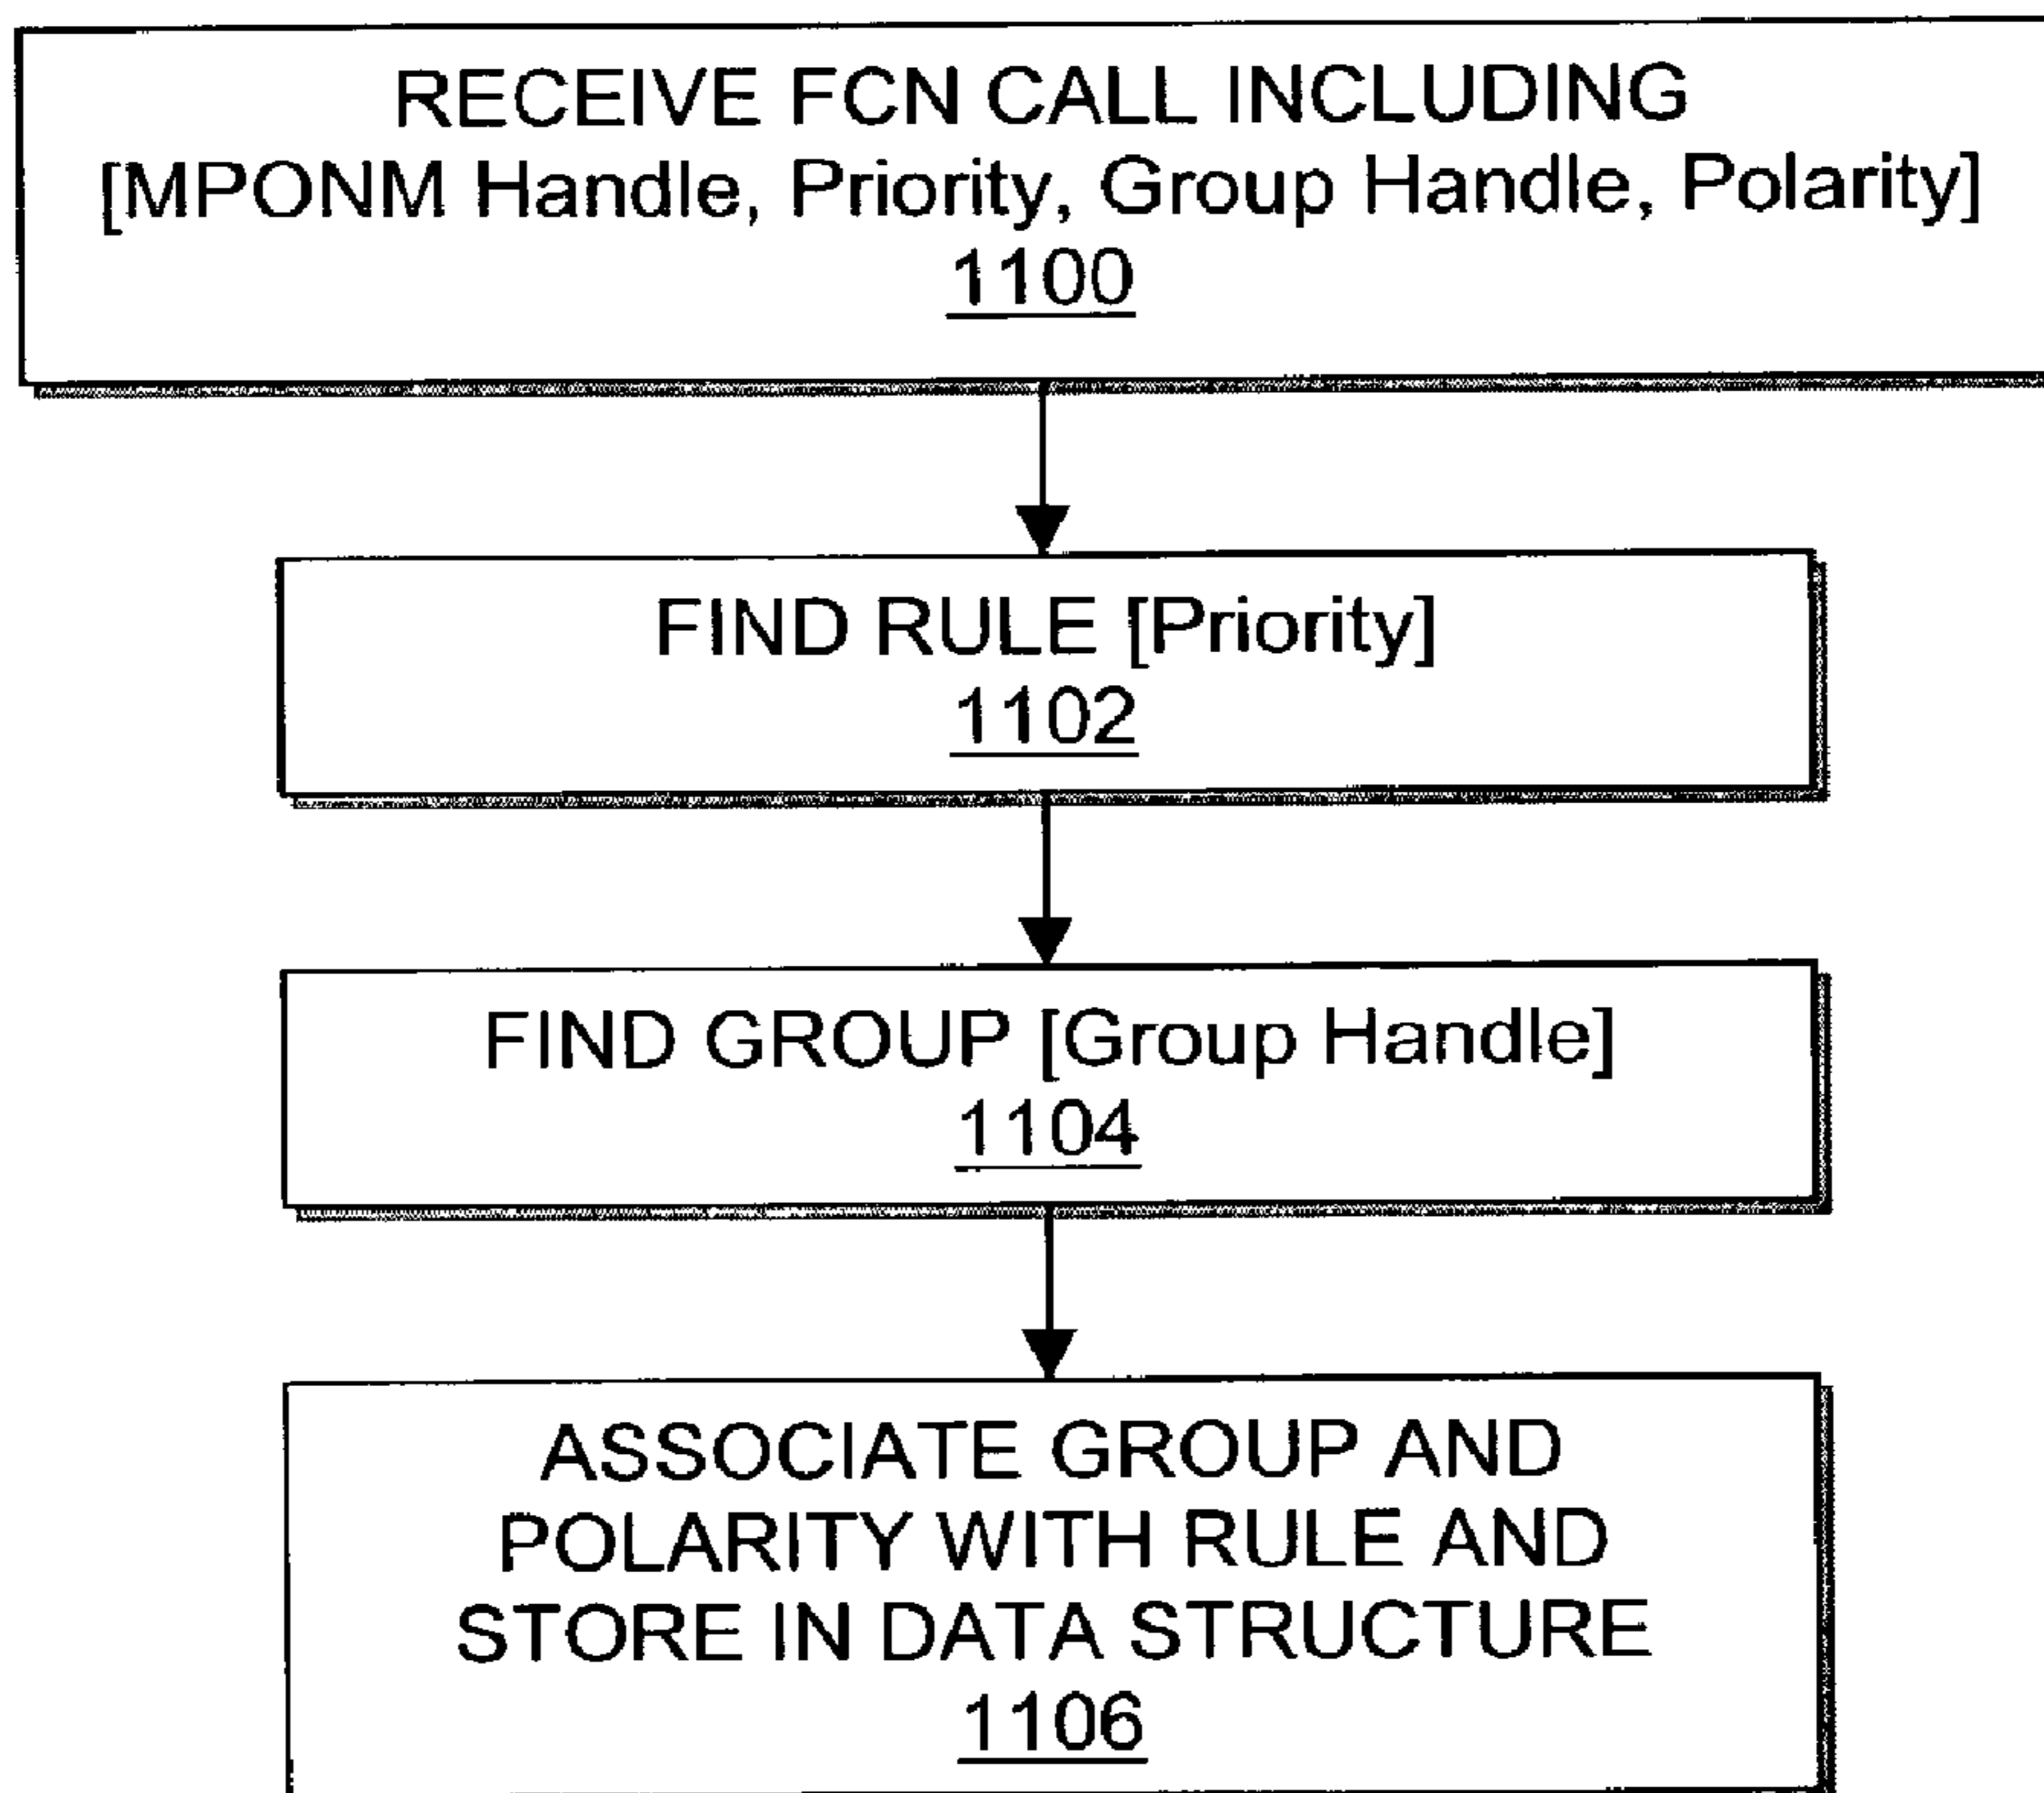 RECEIVE FCN CALL INCLUDING
[MPONM Handle, Priority, Group Handle, Polarity]
1100
FIND RULE [Priority]
1102
FIND GROUP [Group Handle]
1104
ASSOCIATE GROUP AND
POLARITY WITH RULE AND
STORE IN DATA STRUCTURE
1106